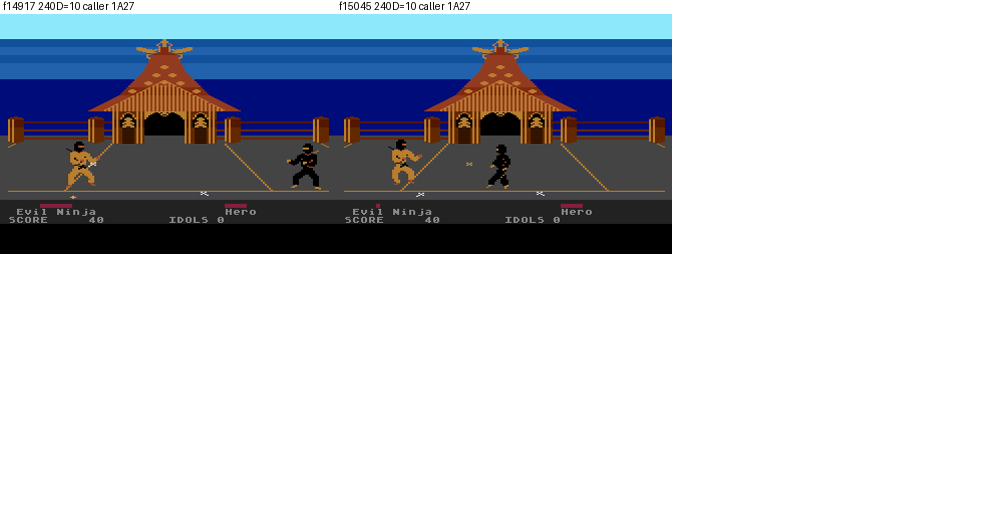 f14917 240D=10 caller 1A27
f15045 240D=10 caller 1A27
Evil Ninja Hero
SCORE 40 IDOLS 0
Evil Ninja Hero
SCORE 40 IDOLS 0